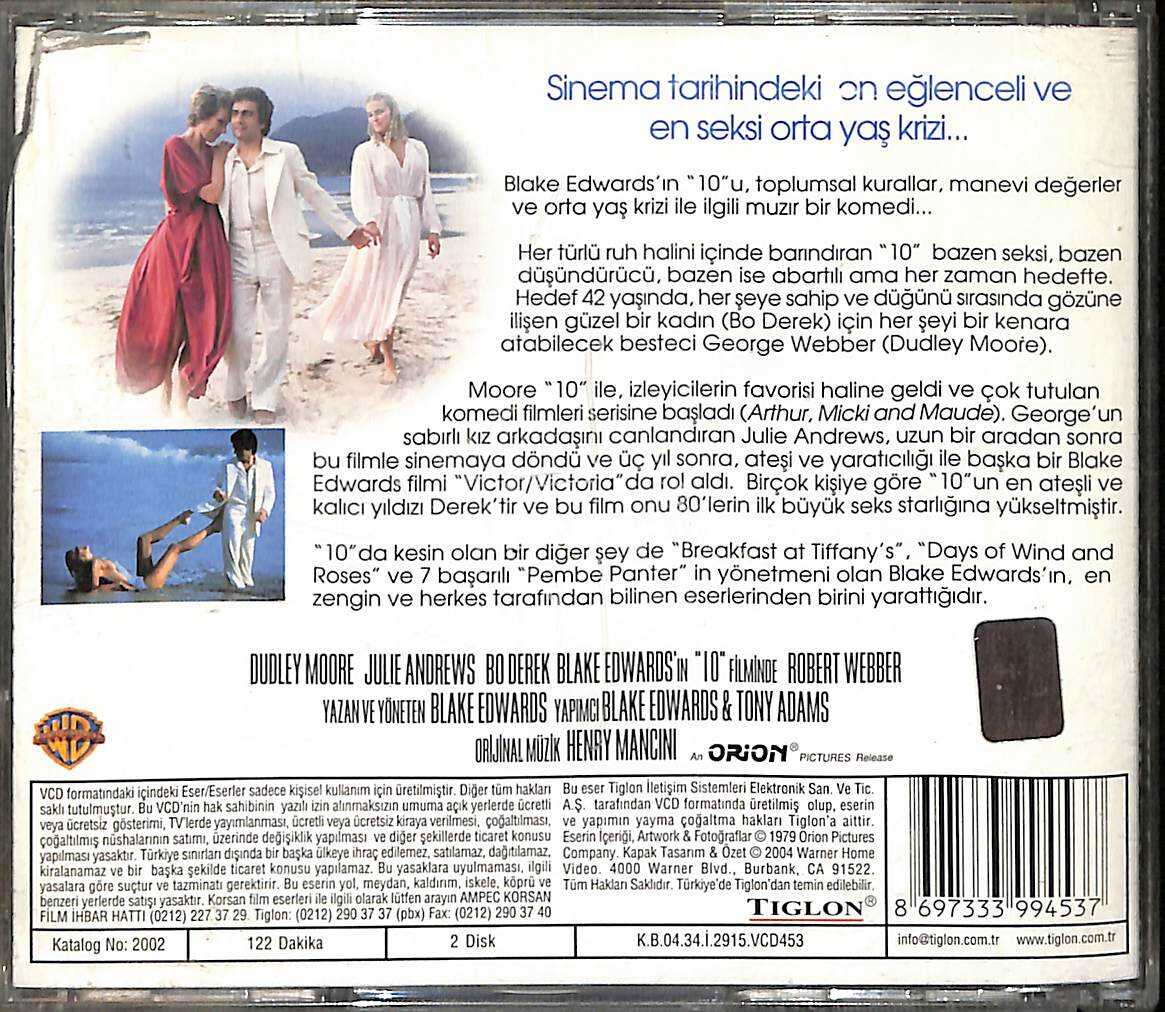 Sinema tarihindeki en eğlenceli ve
en seksi orta yaş krizi...
Blake Edwards'ın "10"u, toplumsal kurallar, manevi değerler
ve orta yaş krizi ile ilgili muzır bir komedi...
Her türlü ruh halini içinde barındıran "10" bazen seksi, bazen
düşündürücü, bazen ise abartılı ama her zaman hedefte.
Hedef 42 yaşında, her şeye sahip ve düğünü sırasında gözüne
ilişen güzel bir kadın (Bo Derek) için her şeyi bir kenara
atabilecek besteci George Webber (Dudley Moore).
Moore "10" ile, izleyicilerin favorisi haline geldi ve çok tutulan
komedi filmleri serisine başladı (Arthur, Micki and Maude). George'un
sabırlı kız arkadaşını canlandıran Julie Andrews, uzun bir aradan sonra
bu filmle sinemaya döndü ve üç yıl sonra, ateşi ve yaratıcılığı ile başka bir Blake
Edwards filmi "Victor/Victoria"da rol aldı. Birçok kişiye göre "10"un en ateşli ve
kalıcı yıldızı Derek'tir ve bu film onu 80'lerin ilk büyük seks starlığına yükseltmiştir.
"10"da kesin olan bir diğer şey de "Breakfast at Tiffany's", "Days of Wind and
Roses" ve 7 başarılı "Pembe Panter" in yönetmeni olan Blake Edwards'ın, en
zengin ve herkes tarafından bilinen eserlerinden birini yarattığıdır.
DUDLEY MOORE JULIE ANDREWS BO DEREK BLAKE EDWARDS'IN "10" FİLMİNDE ROBERT WEBBER
YAZAN VE YÖNETEN BLAKE EDWARDS YAPIMCI BLAKE EDWARDS & TONY ADAMS
ORİJİNAL MÜZİK HENRY MANCINI An ORION® PICTURES Release
WB
VCD formatındaki içindeki Eser/Eserler sadece kişisel kullanım için üretilmiştir. Diğer tüm hakları
saklı tutulmuştur. Bu VCD'nin hak sahibinin yazılı izin alınmaksızın umuma açık yerlerde ücretli
veya ücretsiz gösterimi, TV'lerde yayımlanması, ücretli veya ücretsiz kiraya verilmesi, çoğaltılması,
çoğaltılmış nüshalarının satımı, üzerinde değişiklik yapılması ve diğer şekillerde ticaret konusu
yapılması yasaktır. Türkiye sınırları dışında bir başka ülkeye ihraç edilemez, satılamaz, dağıtılamaz,
kiralanamaz ve bir başka şekilde ticaret konusu yapılamaz. Bu yasaklara uyulmaması, ilgili
yasalara göre suçtur ve tazminatı gerektirir. Bu eserin yol, meydan, kaldırım, iskele, köprü ve
benzeri yerlerde satışı yasaktır. Korsan film eserleri ile ilgili olarak lütfen arayın AMPEC KORSAN
FİLM İHBAR HATTI (0212) 227 37 29. Tiglon: (0212) 290 37 37 (pbx) Fax: (0212) 290 37 40
Bu eser Tiglon İletişim Sistemleri Elektronik San. Ve Tic.
A.Ş. tarafından VCD formatında üretilmiş olup, eserin
ve yapımın yayma çoğaltma hakları Tiglon'a aittir.
Eserin İçeriği, Artwork & Fotoğraflar © 1979 Orion Pictures
Company. Kapak Tasarım & Özet © 2004 Warner Home
Video. 4000 Warner Blvd., Burbank, CA 91522.
Tüm Hakları Saklıdır. Türkiye'de Tiglon'dan temin edilebilir.
TIGLON®
8 697333 994537
Katalog No: 2002
122 Dakika
2 Disk
K.B.04.34.İ.2915.VCD453
info@tiglon.com.tr www.tiglon.com.tr